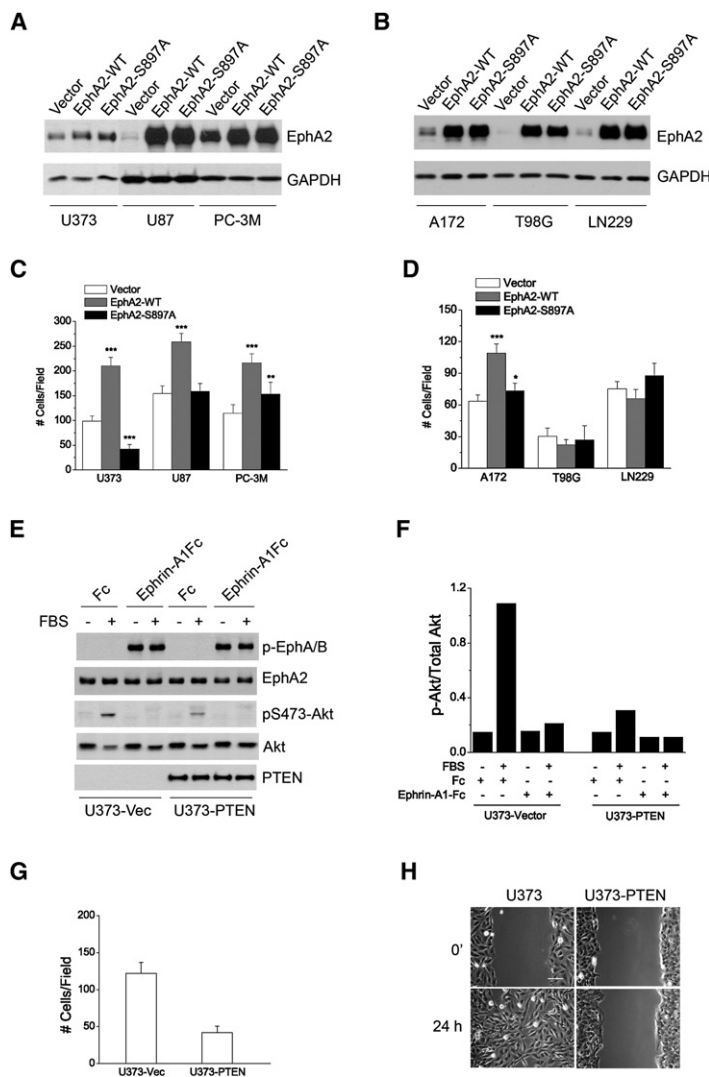 A
Vector
EphA2-WT
EphA2-S897A
Vector
EphA2-WT
EphA2-S897A
Vector
EphA2-WT
EphA2-S897A
EphA2
GAPDH
U373 U87 PC-3M
B
Vector
EphA2-WT
EphA2-S897A
Vector
EphA2-WT
EphA2-S897A
Vector
EphA2-WT
EphA2-S897A
EphA2
GAPDH
A172 T98G LN229
C
Vector
EphA2-WT
EphA2-S897A
# Cells/Field
300
250
200
150
100
50
0
*** *** *** *** **
U373 U87 PC-3M
D
Vector
EphA2-WT
EphA2-S897A
# Cells/Field
150
120
90
60
30
0
*** *
A172 T98G LN229
E
Fc Ephrin-A1Fc Fc Ephrin-A1Fc
FBS - + - + - + - +
p-EphA/B
EphA2
pS473-Akt
Akt
PTEN
U373-Vec U373-PTEN
F
p-Akt/Total Akt
1.2
0.8
0.4
0.0
FBS - + - + - + - +
Fc + + - - + + - -
Ephrin-A1-Fc - - + + - - + +
U373-Vector U373-PTEN
G
# Cells/Field
200
150
100
50
0
U373-Vec U373-PTEN
H
U373 U373-PTEN
0'
24 h